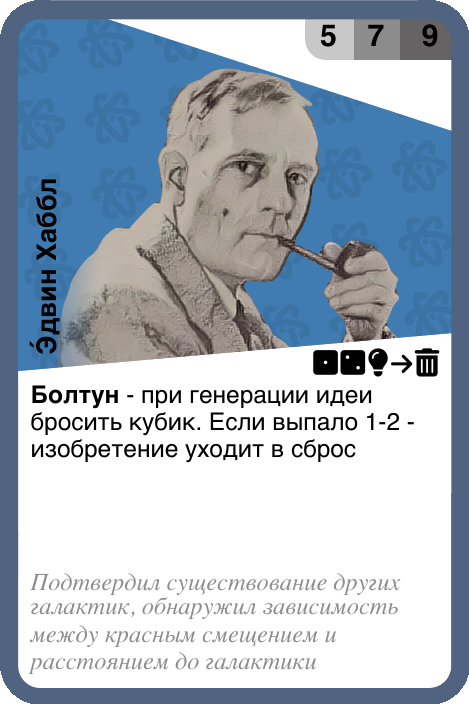 5 7 9
Э́двин Хаббл
Болтун - при генерации идеи
бросить кубик. Если выпало 1-2 -
изобретение уходит в сброс
Подтвердил существование других
галактик, обнаружил зависимость
между красным смещением и
расстоянием до галактики